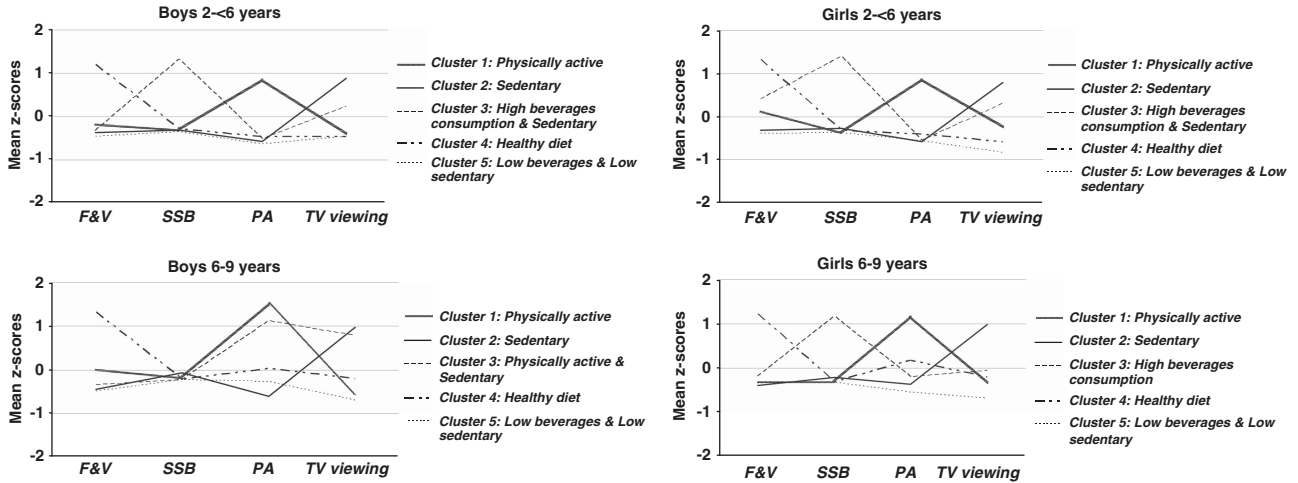 Boys 2-<6 years
Mean z-scores
2
1
0
-1
-2
F&V SSB PA TV viewing
Cluster 1: Physically active
Cluster 2: Sedentary
Cluster 3: High beverages
consumption & Sedentary
Cluster 4: Healthy diet
Cluster 5: Low beverages & Low
sedentary
Girls 2-<6 years
Mean z-scores
2
1
0
-1
-2
F&V SSB PA TV viewing
Cluster 1: Physically active
Cluster 2: Sedentary
Cluster 3: High beverages
consumption & Sedentary
Cluster 4: Healthy diet
Cluster 5: Low beverages & Low
sedentary
Boys 6-9 years
Mean z-scores
2
1
0
-1
-2
F&V SSB PA TV viewing
Cluster 1: Physically active
Cluster 2: Sedentary
Cluster 3: Physically active &
Sedentary
Cluster 4: Healthy diet
Cluster 5: Low beverages & Low
sedentary
Girls 6-9 years
Mean z-scores
2
1
0
-1
-2
F&V SSB PA TV viewing
Cluster 1: Physically active
Cluster 2: Sedentary
Cluster 3: High beverages
consumption
Cluster 4: Healthy diet
Cluster 5: Low beverages & Low
sedentary